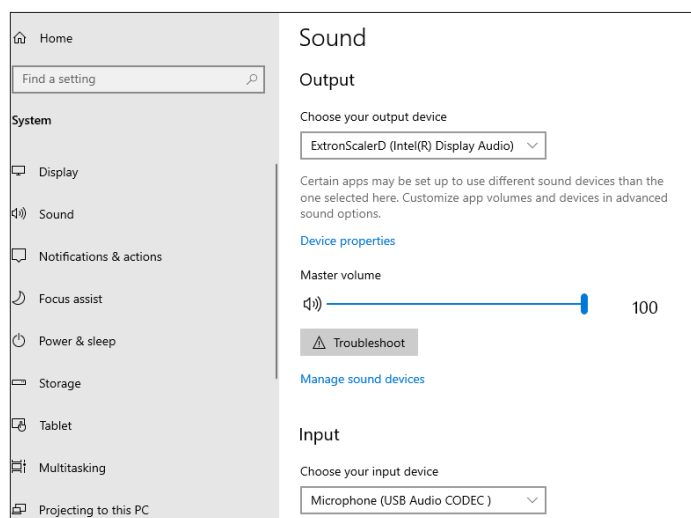 Home
Find a setting
System
Display
Sound
Notifications & actions
Focus assist
Power & sleep
Storage
Tablet
Multitasking
Projecting to this PC
Sound
Output
Choose your output device
ExtronScalerD (Intel(R) Display Audio)
Certain apps may be set up to use different sound devices than the
one selected here. Customize app volumes and devices in advanced
sound options.
Device properties
Master volume
100
Troubleshoot
Manage sound devices
Input
Choose your input device
Microphone (USB Audio CODEC )